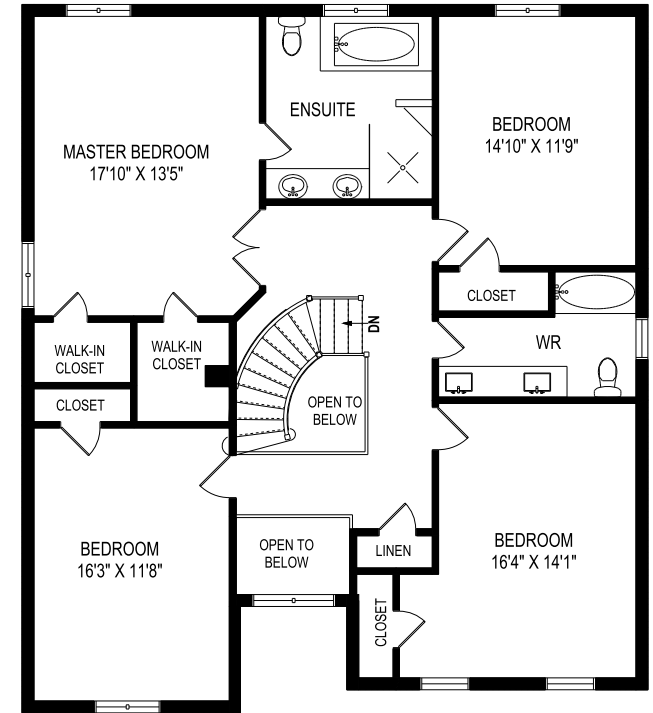 ENSUITE
MASTER BEDROOM
17'10" X 13'5"
BEDROOM
14'10" X 11'9"
CLOSET
DN
WALK-IN
CLOSET
WALK-IN
CLOSET
WR
CLOSET
OPEN TO
BELOW
BEDROOM
16'3" X 11'8"
OPEN TO
BELOW
LINEN
BEDROOM
16'4" X 14'1"
CLOSET